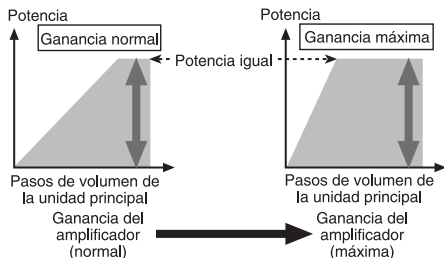 Potencia
Ganancia normal
Potencia igual
Potencia
Ganancia máxima
Pasos de volumen de
la unidad principal
Pasos de volumen de
la unidad principal
Ganancia del
amplificador
(normal)
Ganancia del
amplificador
(máxima)